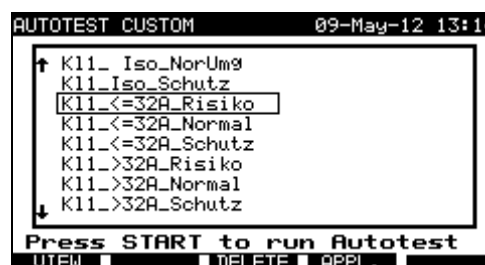 AUTOTEST CUSTOM 09-May-12 13:1
Kl1_ Iso_NorUmg
Kl1_Iso_Schutz
Kl1_<=32A_Risiko
Kl1_<=32A_Normal
Kl1_<=32A_Schutz
Kl1_>32A_Risiko
Kl1_>32A_Normal
Kl1_>32A_Schutz
Press START to run Autotest
VIEW DELETE APPL.